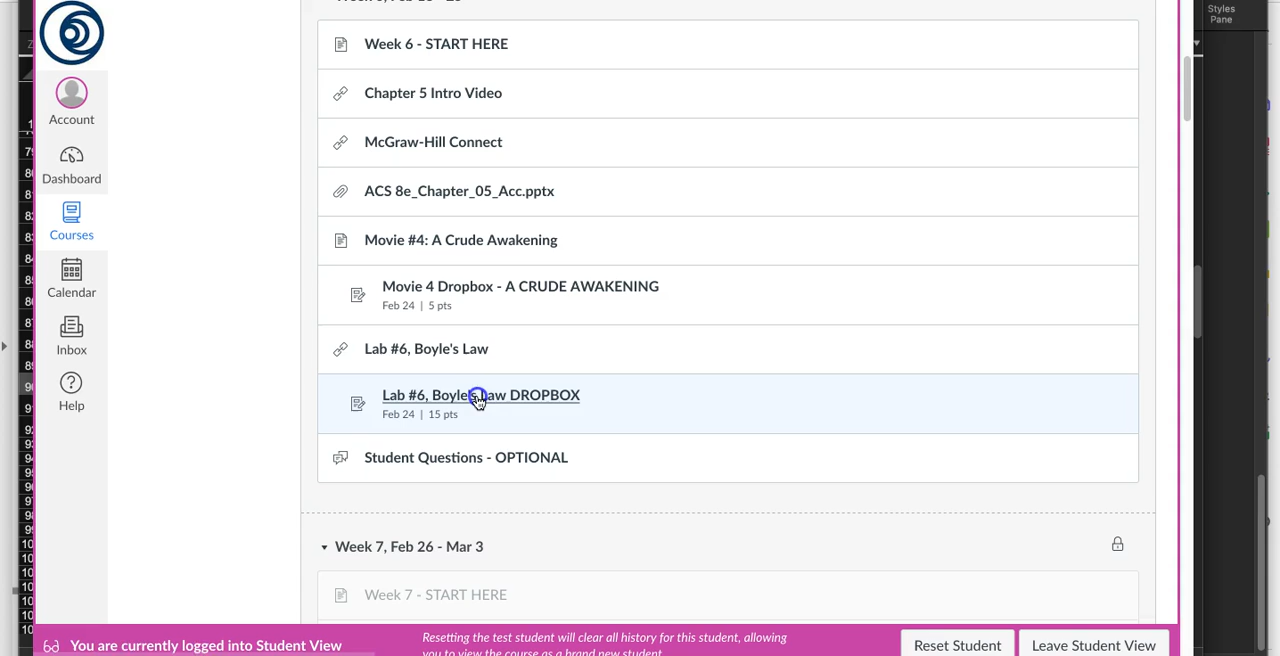 Styles
Pane
Week 6 - START HERE
Chapter 5 Intro Video
McGraw-Hill Connect
ACS 8e_Chapter_05_Acc.pptx
Movie #4: A Crude Awakening
Movie 4 Dropbox - A CRUDE AWAKENING
Feb 24 | 5 pts
Lab #6, Boyle's Law
Lab #6, Boyle's Law DROPBOX
Feb 24 | 15 pts
Student Questions - OPTIONAL
Week 7, Feb 26 - Mar 3
Week 7 - START HERE
Account
Dashboard
Courses
Calendar
Inbox
Help
You are currently logged into Student View
Resetting the test student will clear all history for this student, allowing
you to view the course as a brand new student.
Reset Student
Leave Student View